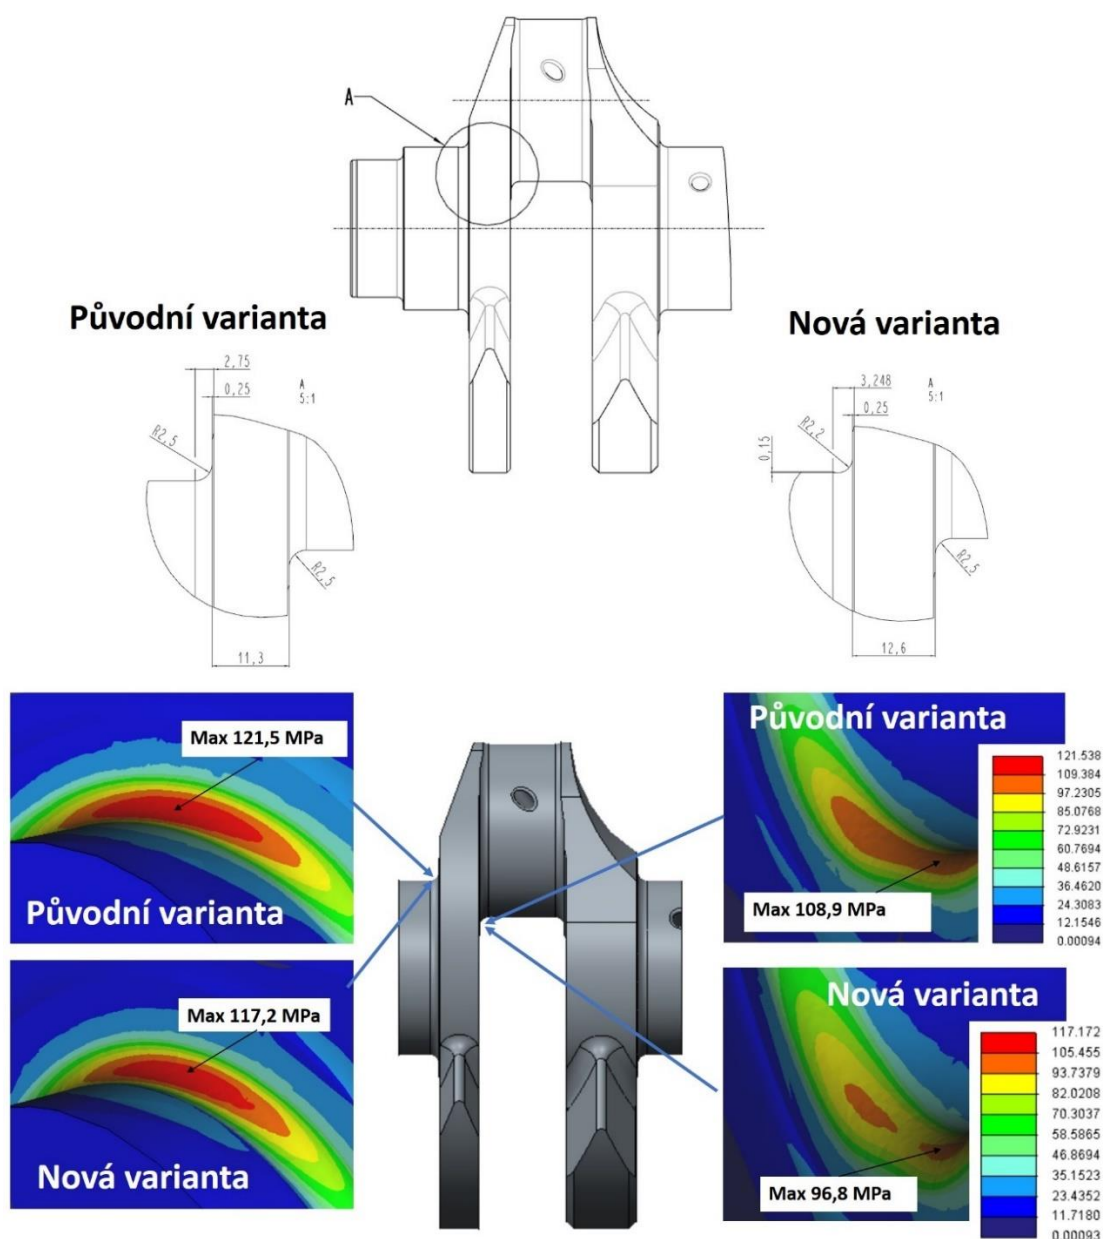 A
Původní varianta
Nová varianta
2,75
0,25
A
5:1
R2,5
R2,5
11,3
3,248
0,25
A
5:1
R2,2
0,15
R2,5
12,6
Max 121,5 MPa
Původní varianta
Max 117,2 MPa
Nová varianta
Původní varianta
Max 108,9 MPa
121.538
109.384
97.2305
85.0768
72.9231
60.7694
48.6157
36.4620
24.3083
12.1546
0.00094
Nová varianta
Max 96,8 MPa
117.172
105.455
93.7379
82.0208
70.3037
58.5865
46.8694
35.1523
23.4352
11.7180
0.00093